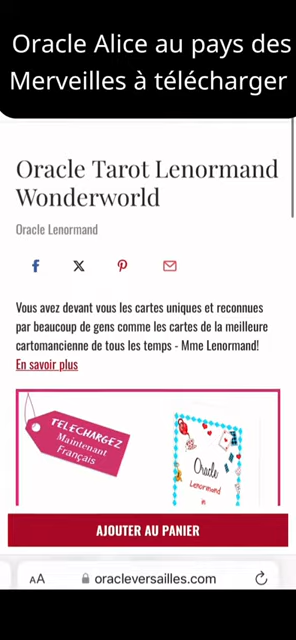 Oracle Alice au pays des
Merveilles à télécharger
Oracle Tarot Lenormand
Wonderworld
Oracle Lenormand
Vous avez devant vous les cartes uniques et reconnues
par beaucoup de gens comme les cartes de la meilleure
cartomancienne de tous les temps - Mme Lenormand!
En savoir plus
TELECHARGEZ
Maintenant
Français
Oracle
Lenormand
in
AJOUTER AU PANIER
AA
oracleversailles.com